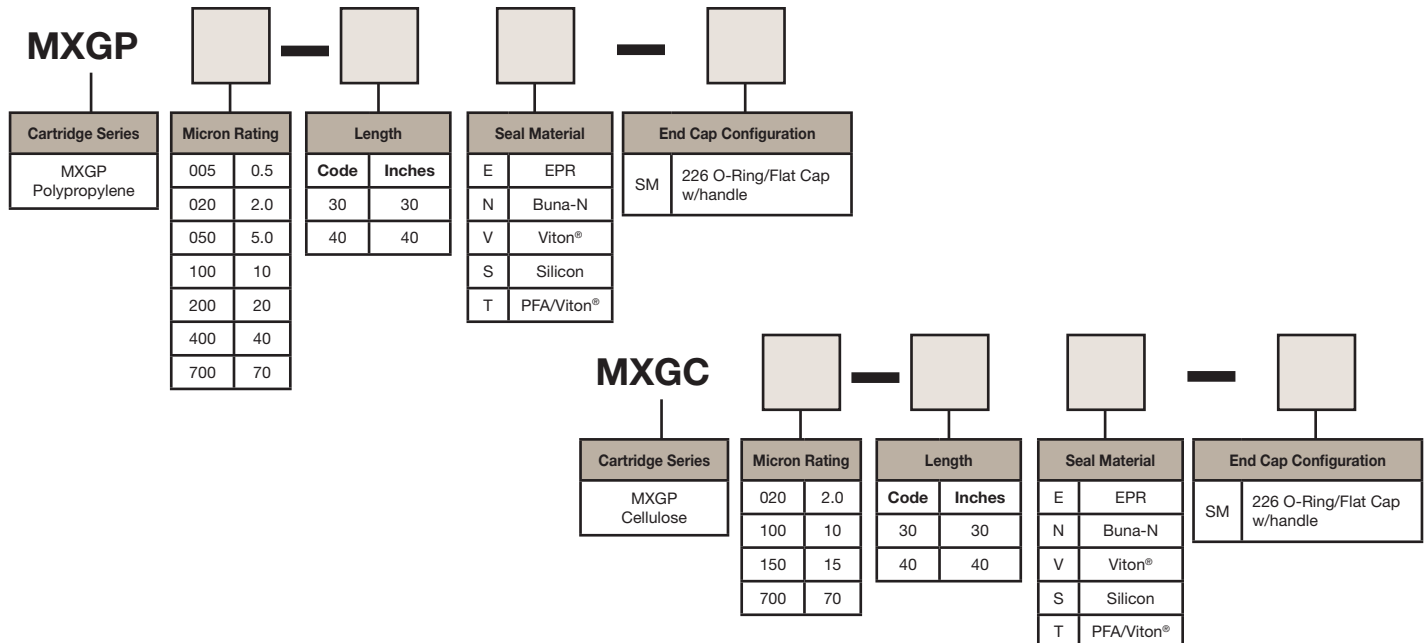 MXGP
Cartridge Series
MXGP
Polypropylene
Micron Rating
005 0.5
020 2.0
050 5.0
100 10
200 20
400 40
700 70
Length
Code Inches
30 30
40 40
Seal Material
E EPR
N Buna-N
V Viton®
S Silicon
T PFA/Viton®
End Cap Configuration
SM 226 O-Ring/Flat Cap
w/handle
MXGC
Cartridge Series
MXGP
Cellulose
Micron Rating
020 2.0
100 10
150 15
700 70
Length
Code Inches
30 30
40 40
Seal Material
E EPR
N Buna-N
V Viton®
S Silicon
T PFA/Viton®
End Cap Configuration
SM 226 O-Ring/Flat Cap
w/handle